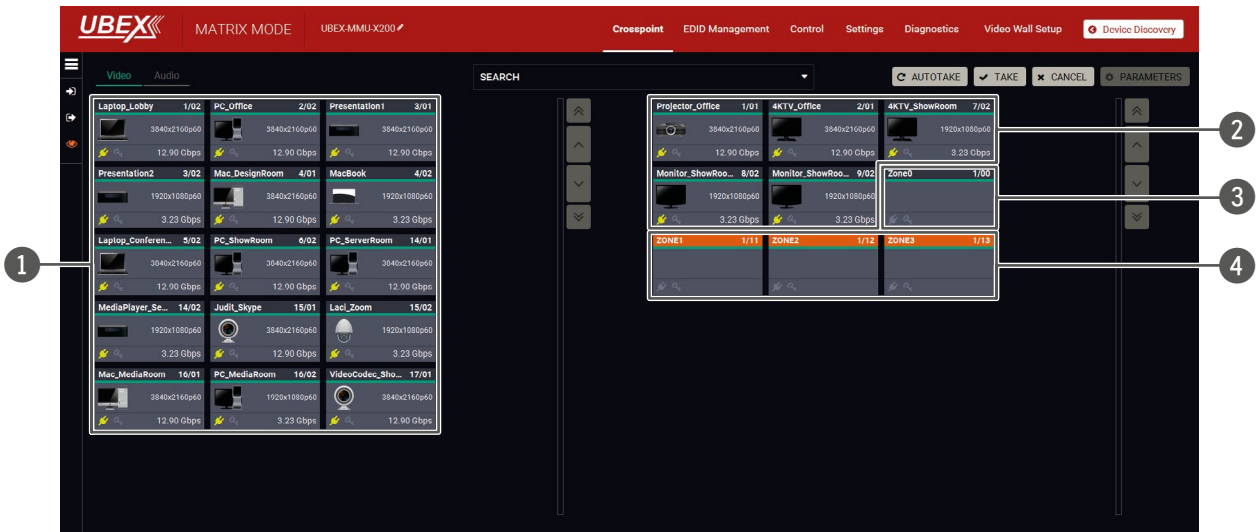 UBEX MATRIX MODE UBEX-MMU-X200 Crosspoint EDID Management Control Settings Diagnostics Video Wall Setup Device Discovery
Video Audio SEARCH AUTOTAKE TAKE CANCEL PARAMETERS
Laptop_Lobby 1/02 PC_Office 2/02 Presentation1 3/01
3840x2160p60 3840x2160p60 3840x2160p60
12.90 Gbps 12.90 Gbps 12.90 Gbps
Presentation2 3/02 Mac_DesignRoom 4/01 MacBook 4/02
1920x1080p60 3840x2160p60 1920x1080p60
3.23 Gbps 12.90 Gbps 3.23 Gbps
Laptop_Conferen... 5/02 PC_ShowRoom 6/02 PC_ServerRoom 14/01
3840x2160p60 3840x2160p60 3840x2160p60
12.90 Gbps 12.90 Gbps 12.90 Gbps
MediaPlayer_Se... 14/02 Judit_Skype 15/01 Laci_Zoom 15/02
1920x1080p60 3840x2160p60 1920x1080p60
3.23 Gbps 12.90 Gbps 3.23 Gbps
Mac_MediaRoom 16/01 PC_MediaRoom 16/02 VideoCodec_Sho... 17/01
3840x2160p60 1920x1080p60 3840x2160p60
12.90 Gbps 3.23 Gbps 12.90 Gbps
Projector_Office 1/01 4KTV_Office 2/01 4KTV_ShowRoom 7/02
3840x2160p60 3840x2160p60 1920x1080p60
12.90 Gbps 12.90 Gbps 3.23 Gbps
Monitor_ShowRoo... 8/02 Monitor_ShowRoo... 9/02 Zone0 1/00
1920x1080p60 1920x1080p60
3.23 Gbps 3.23 Gbps
ZONE1 1/11 ZONE2 1/12 ZONE3 1/13
1
2
3
4